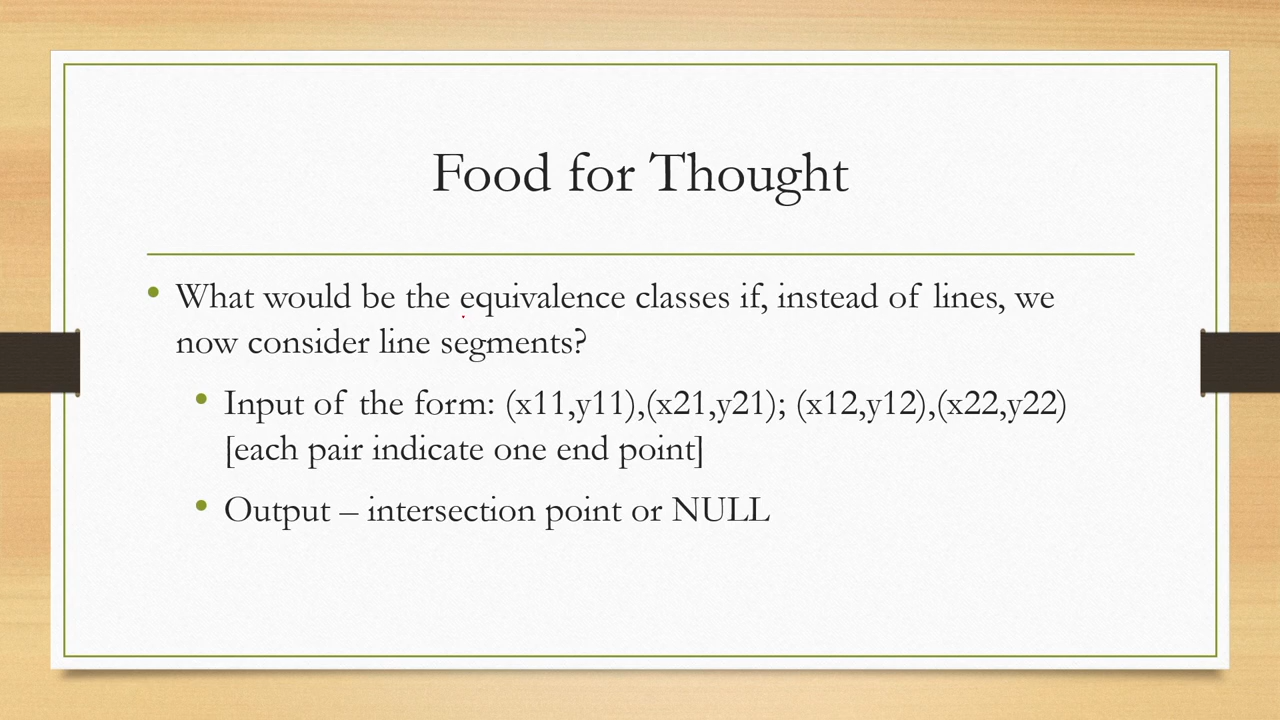 Food for Thought
• What would be the equivalence classes if, instead of lines, we
now consider line segments?
• Input of the form: (x11,y11),(x21,y21); (x12,y12),(x22,y22)
[each pair indicate one end point]
• Output – intersection point or NULL